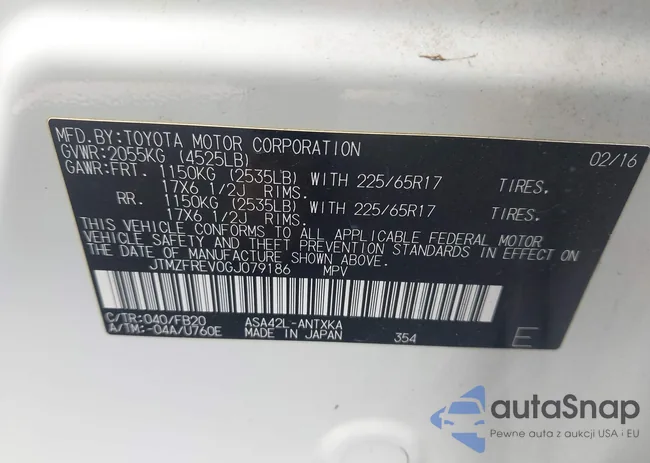 MFD.BY:TOYOTA MOTOR CORPORATION 02/16
GVWR:2055KG (4525LB)
GAWR:FRT. 1150KG (2535LB) WITH 225/65R17 TIRES.
17X6 1/2J RIMS.
RR. 1150KG (2535LB) WITH 225/65R17 TIRES.
17X6 1/2J RIMS.
THIS VEHICLE CONFORMS TO ALL APPLICABLE FEDERAL MOTOR
VEHICLE SAFETY AND THEFT PREVENTION STANDARDS IN EFFECT ON
THE DATE OF MANUFACTURE SHOWN ABOVE.
JTMZFREV0GJ079186 MPV
C/TR:040/FB20 ASA42L-ANTXKA
A/TM:-04A/U760E MADE IN JAPAN 354 E
autaSnap
Pewne auta z aukcji USA i EU